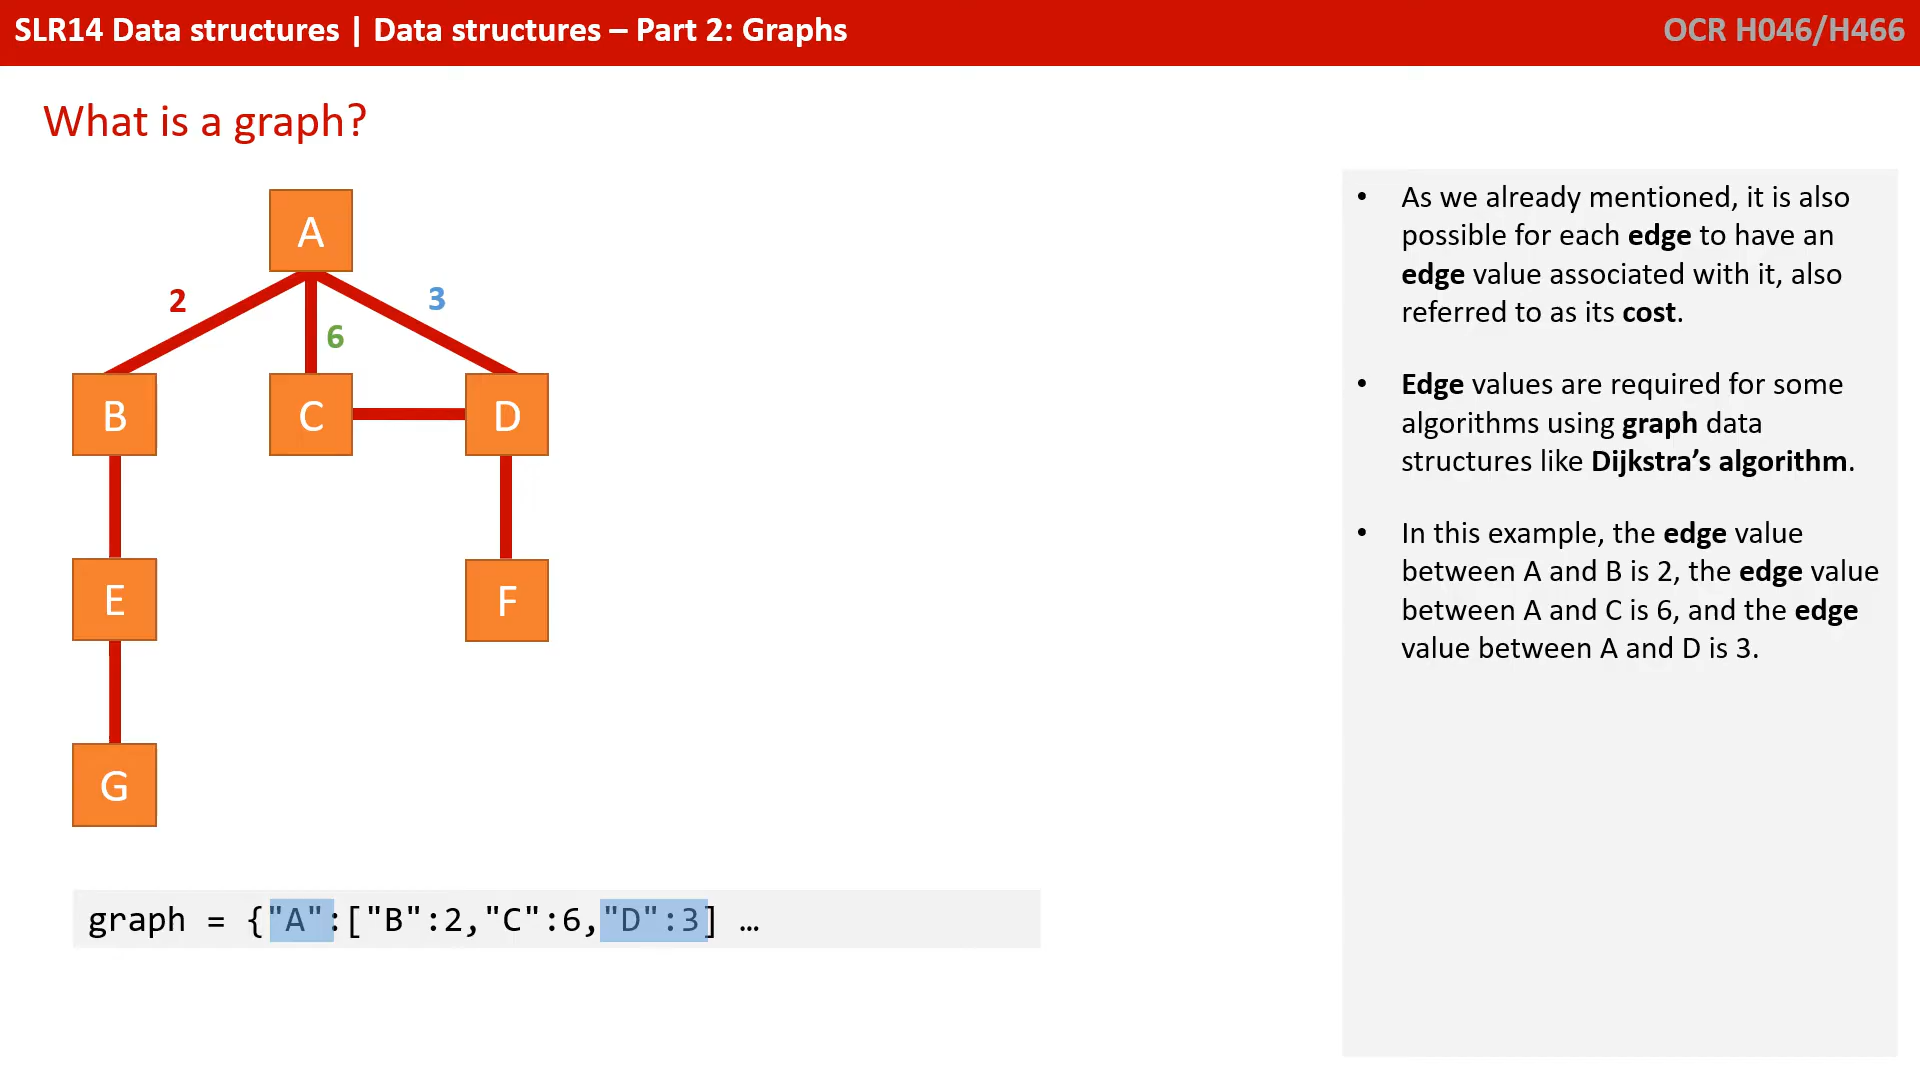 SLR14 Data structures | Data structures – Part 2: Graphs
OCR H046/H466
What is a graph?
A
2
3
6
B
C
D
E
F
G
graph = {"A":["B":2,"C":6,"D":3] …
• As we already mentioned, it is also
possible for each edge to have an
edge value associated with it, also
referred to as its cost.
• Edge values are required for some
algorithms using graph data
structures like Dijkstra’s algorithm.
• In this example, the edge value
between A and B is 2, the edge value
between A and C is 6, and the edge
value between A and D is 3.